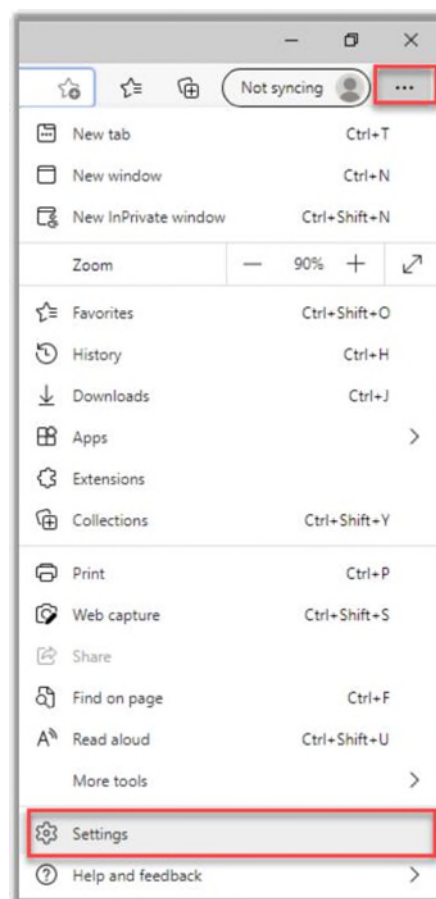 Not syncing
New tab Ctrl+T
New window Ctrl+N
New InPrivate window Ctrl+Shift+N
Zoom — 90% +
Favorites Ctrl+Shift+O
History Ctrl+H
Downloads Ctrl+J
Apps
Extensions
Collections Ctrl+Shift+Y
Print Ctrl+P
Web capture Ctrl+Shift+S
Share
Find on page Ctrl+F
Read aloud Ctrl+Shift+U
More tools
Settings
Help and feedback